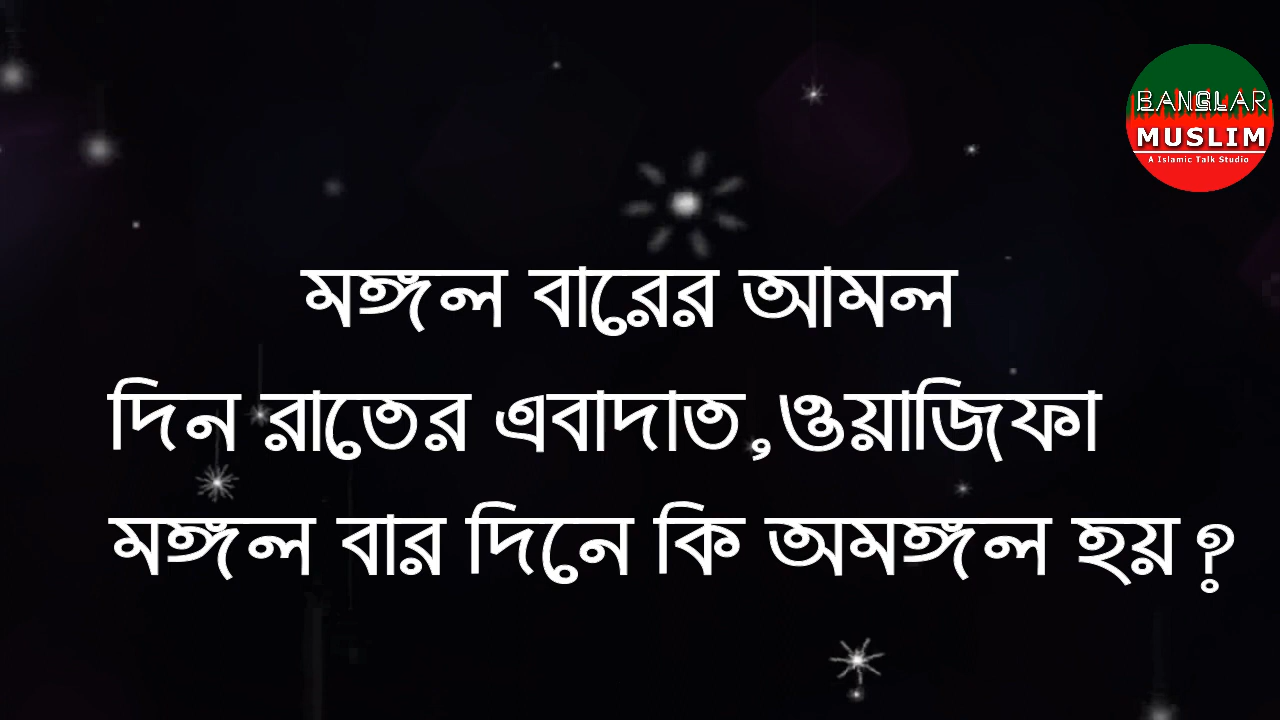 BANGLAR
MUSLIM
A Islamic Talk Studio
মঙ্গল বারের আমল
দিন রাতের এবাদাত,ওয়াজিফা
মঙ্গল বার দিনে কি অমঙ্গল হয়?